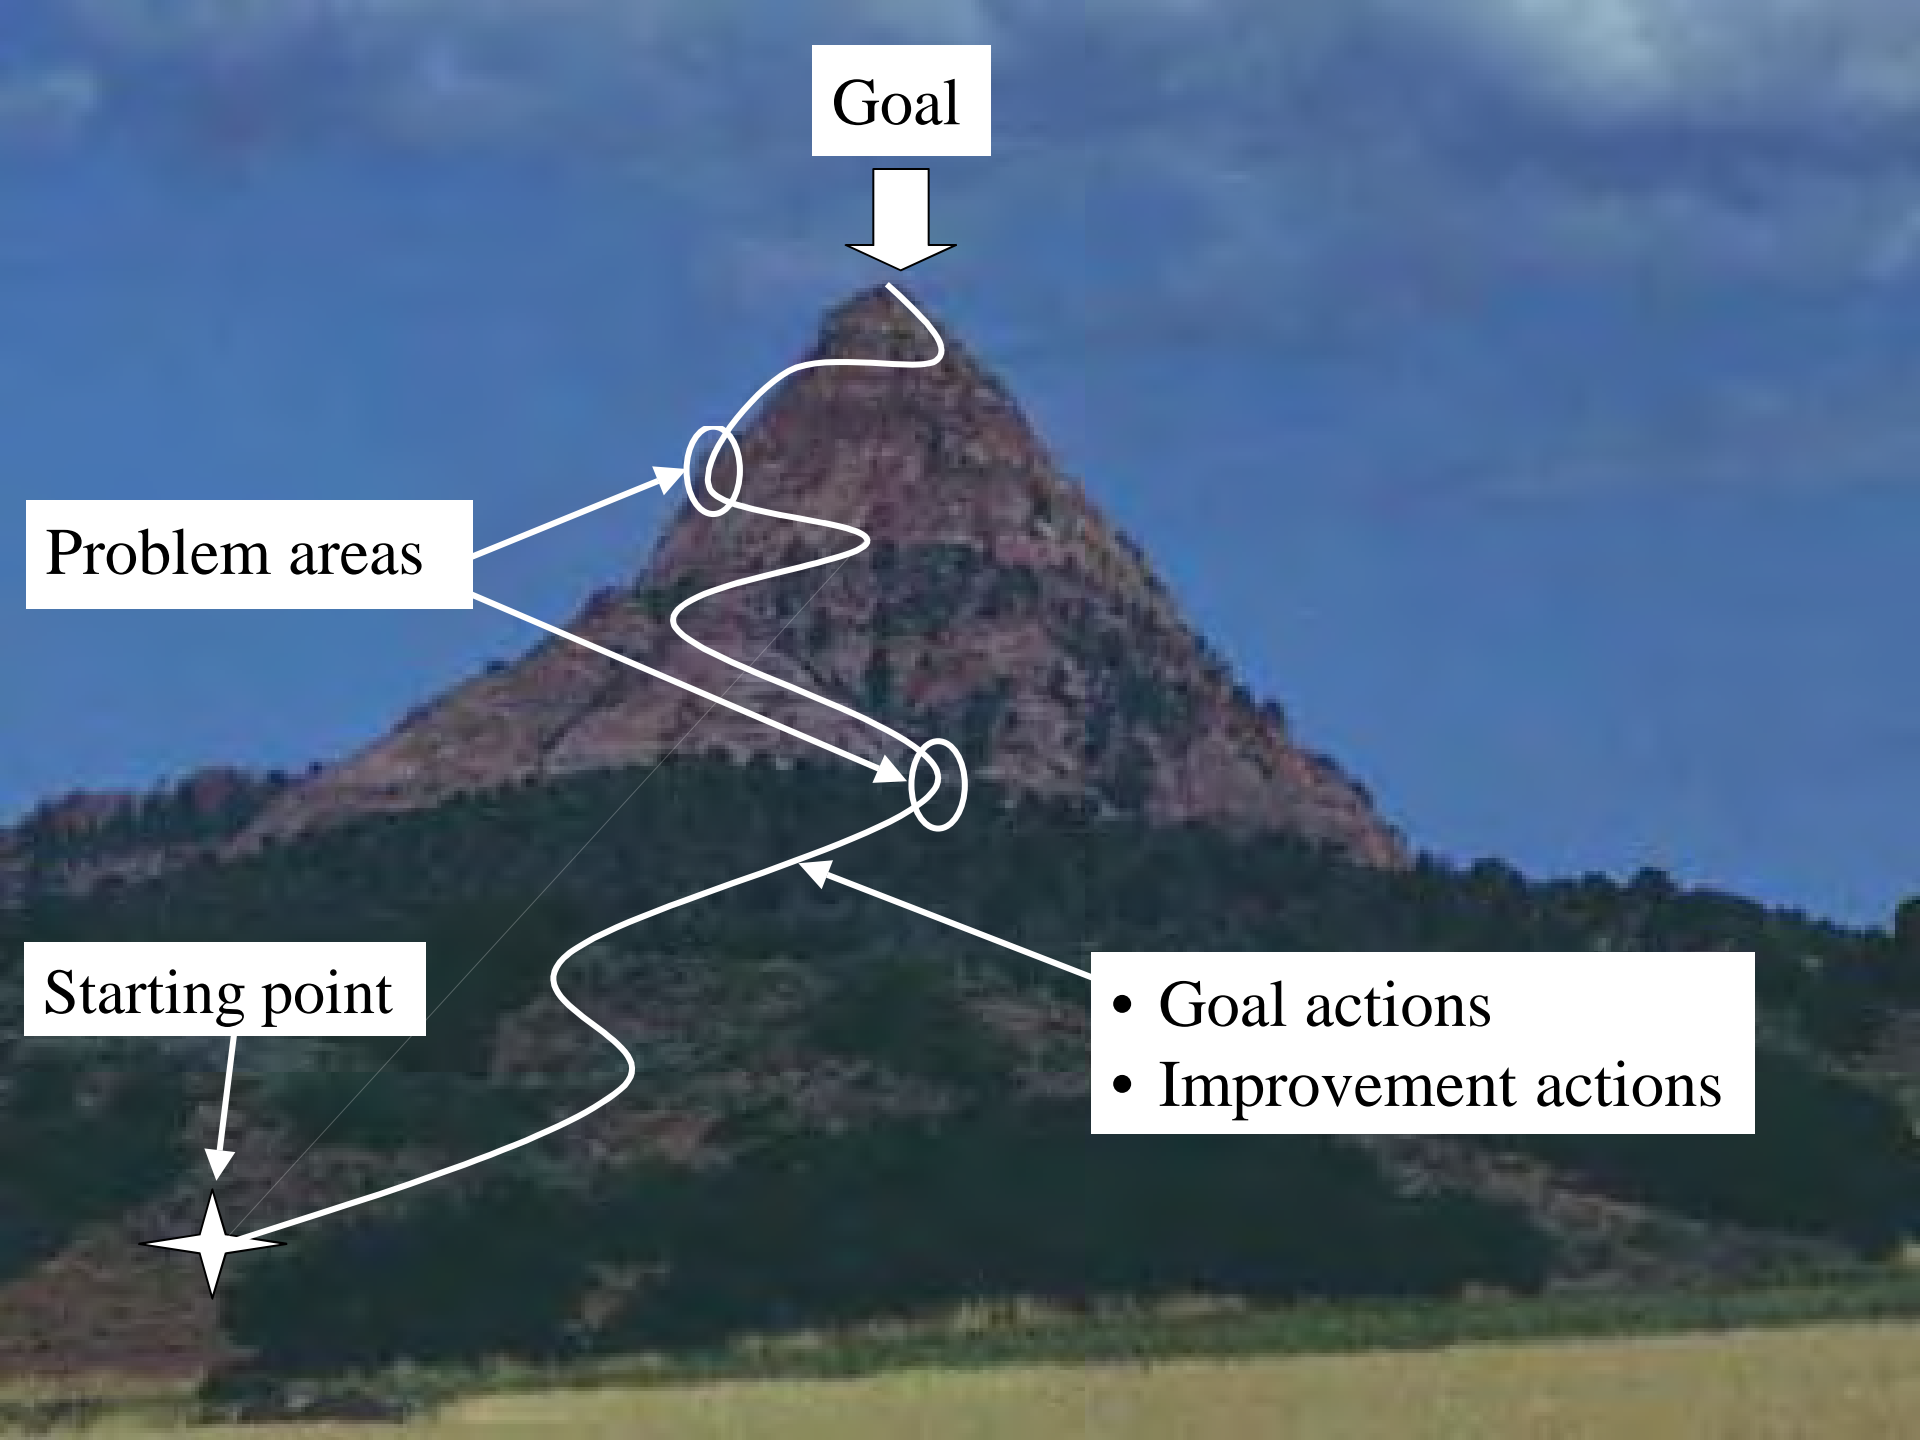 Goal
Problem areas
Starting point
• Goal actions
• Improvement actions